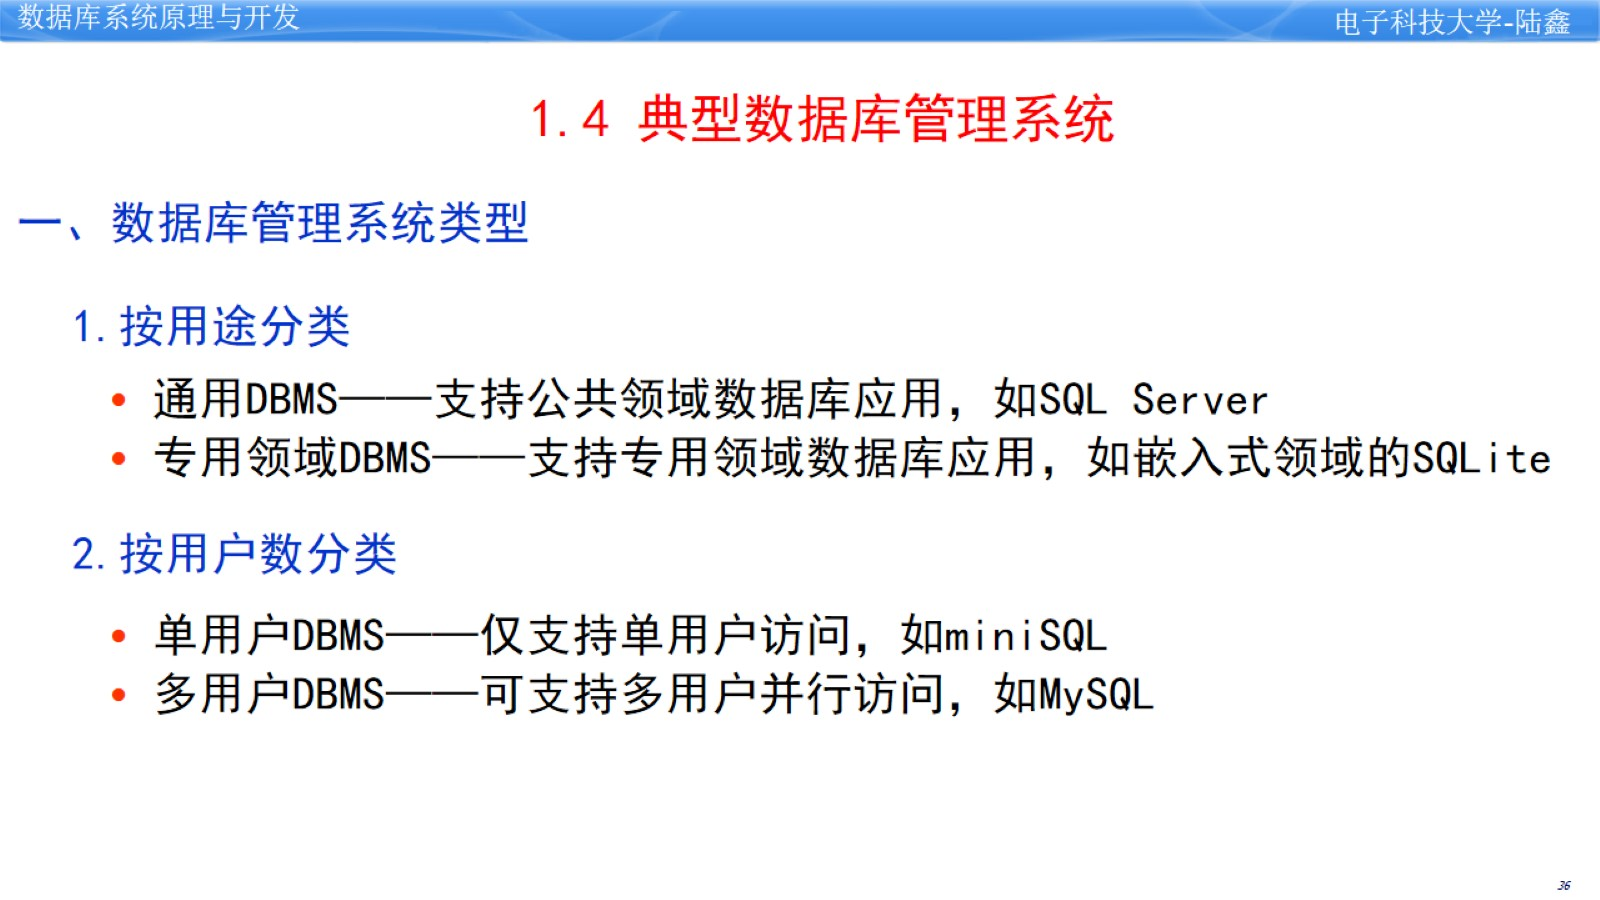 数据库系统原理与开发
电子科技大学-陆鑫
1.4 典型数据库管理系统
一、数据库管理系统类型
1.按用途分类
• 通用DBMS——支持公共领域数据库应用，如SQL Server
• 专用领域DBMS——支持专用领域数据库应用，如嵌入式领域的SQLite
2.按用户数分类
• 单用户DBMS——仅支持单用户访问，如miniSQL
• 多用户DBMS——可支持多用户并行访问，如MySQL
36